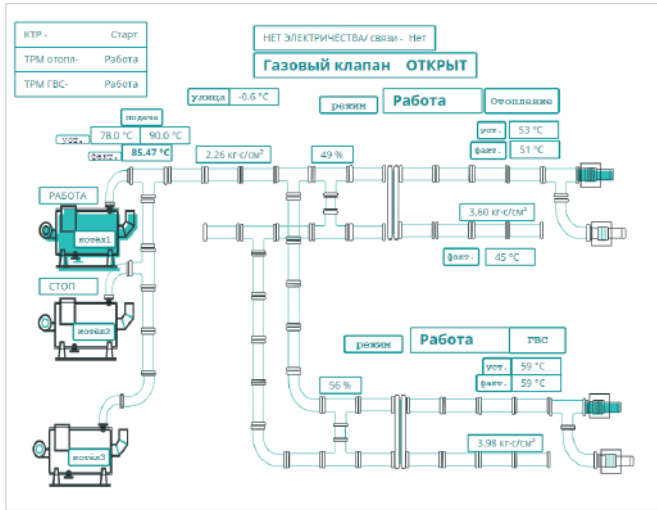 КТР - Старт
ТРМ отопл- Работа
ТРМ ГВС- Работа
НЕТ ЭЛЕКТРИЧЕСТВА/ связи - Нет
Газовый клапан ОТКРЫТ
улица -0.6 °C
режим Работа Отопление
подача
уст. 78.0 °C 90.0 °C
факт. 85.47 °C
уст. 53 °C
факт. 51 °C
2.26 кг·с/см²
49 %
РАБОТА
котёл1
3.60 кг·с/см²
факт. 45 °C
СТОП
котёл2
режим Работа ГВС
уст. 59 °C
факт. 59 °C
56 %
3.98 кг·с/см²
котёл3